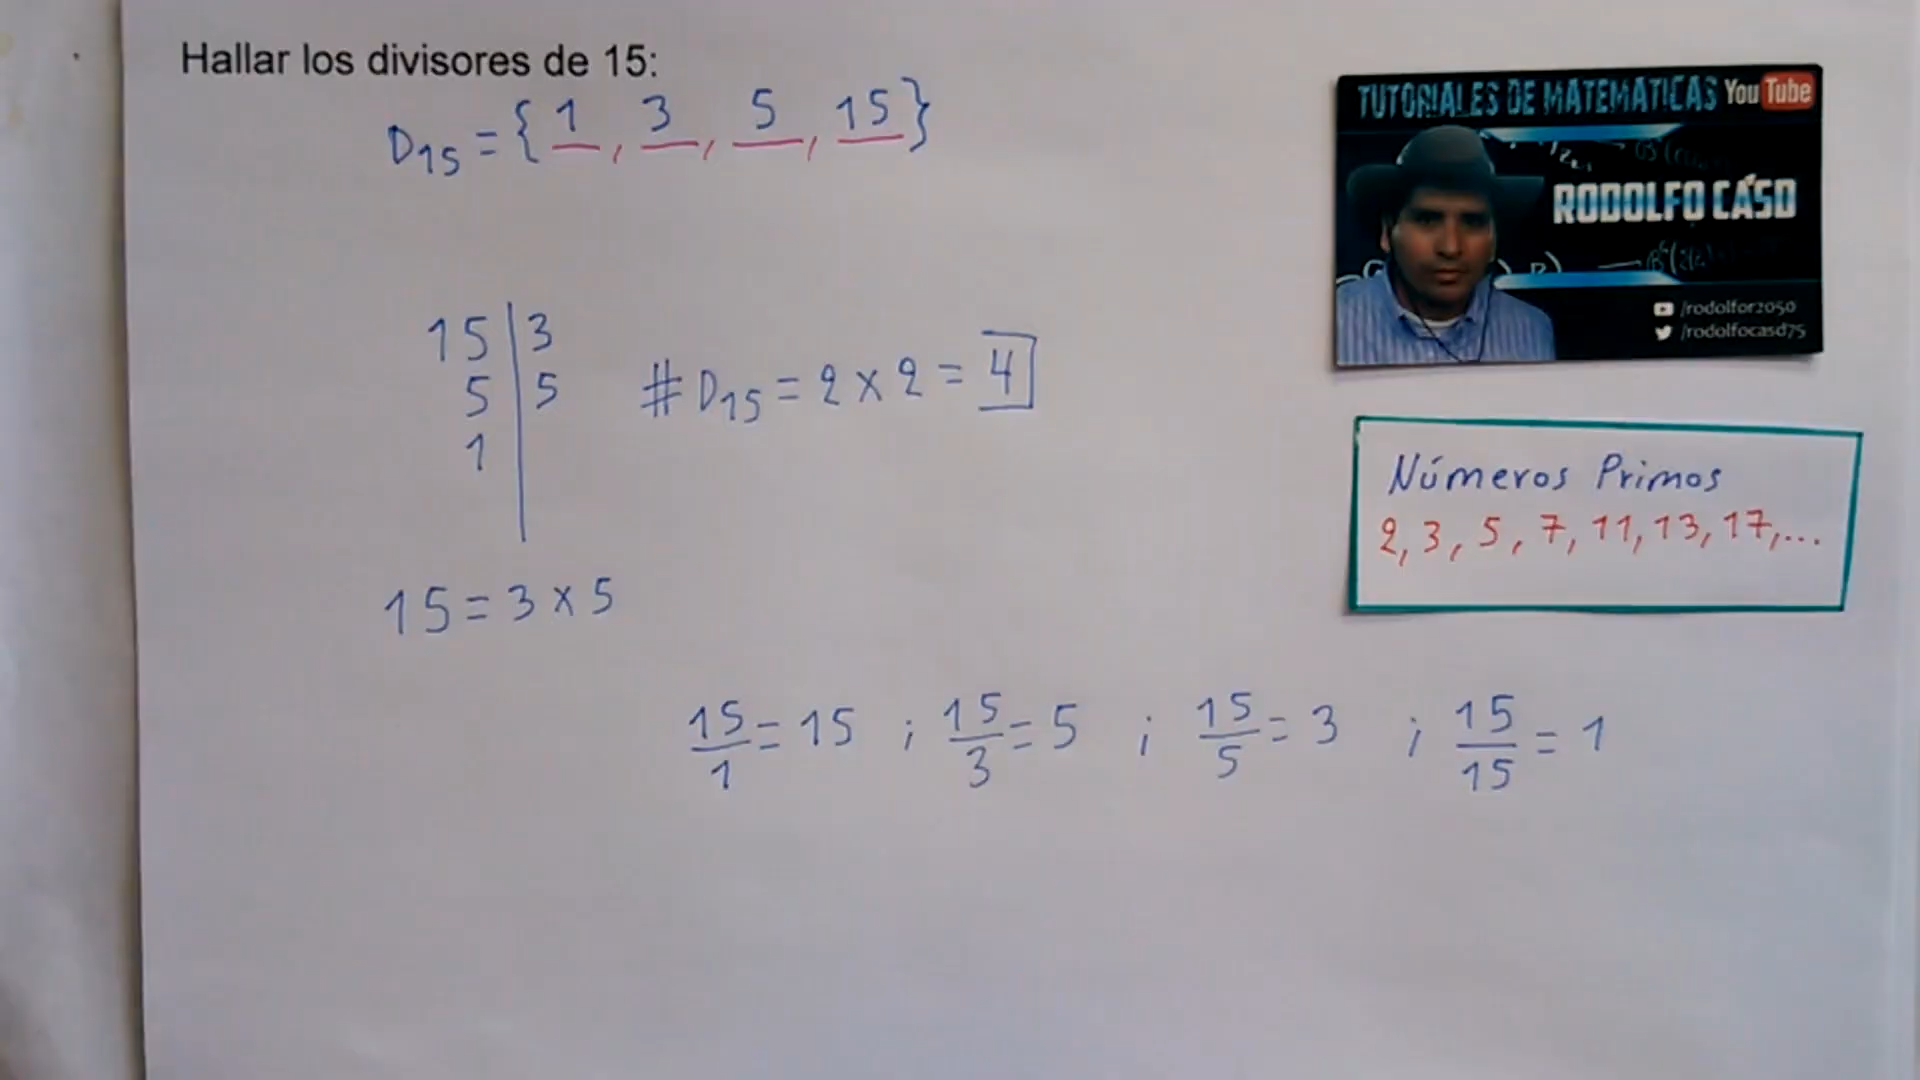 Hallar los divisores de 15:
D15 = { 1 , 3 , 5 , 15 }
TUTORIALES DE MATEMATICAS YouTube
RODOLFO CASO
/rodolfor2050
/rodolfocasd75
15 | 3
5 | 5
1
# D15 = 2 x 2 = 4
Números Primos
2, 3, 5, 7, 11, 13, 17, ...
15 = 3 x 5
15/1 = 15 ; 15/3 = 5 ; 15/5 = 3 ; 15/15 = 1